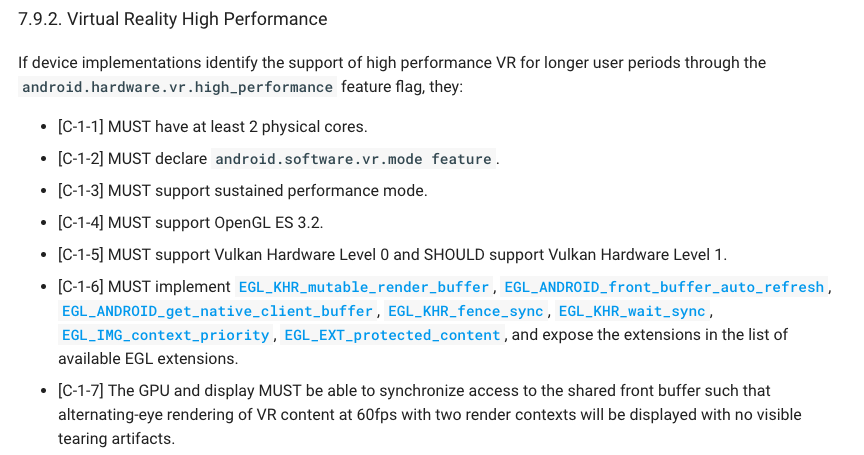 7.9.2. Virtual Reality High Performance
If device implementations identify the support of high performance VR for longer user periods through the
android.hardware.vr.high_performance feature flag, they:
• [C-1-1] MUST have at least 2 physical cores.
• [C-1-2] MUST declare android.software.vr.mode feature.
• [C-1-3] MUST support sustained performance mode.
• [C-1-4] MUST support OpenGL ES 3.2.
• [C-1-5] MUST support Vulkan Hardware Level 0 and SHOULD support Vulkan Hardware Level 1.
• [C-1-6] MUST implement EGL_KHR_mutable_render_buffer, EGL_ANDROID_front_buffer_auto_refresh,
EGL_ANDROID_get_native_client_buffer, EGL_KHR_fence_sync, EGL_KHR_wait_sync,
EGL_IMG_context_priority, EGL_EXT_protected_content, and expose the extensions in the list of
available EGL extensions.
• [C-1-7] The GPU and display MUST be able to synchronize access to the shared front buffer such that
alternating-eye rendering of VR content at 60fps with two render contexts will be displayed with no visible
tearing artifacts.